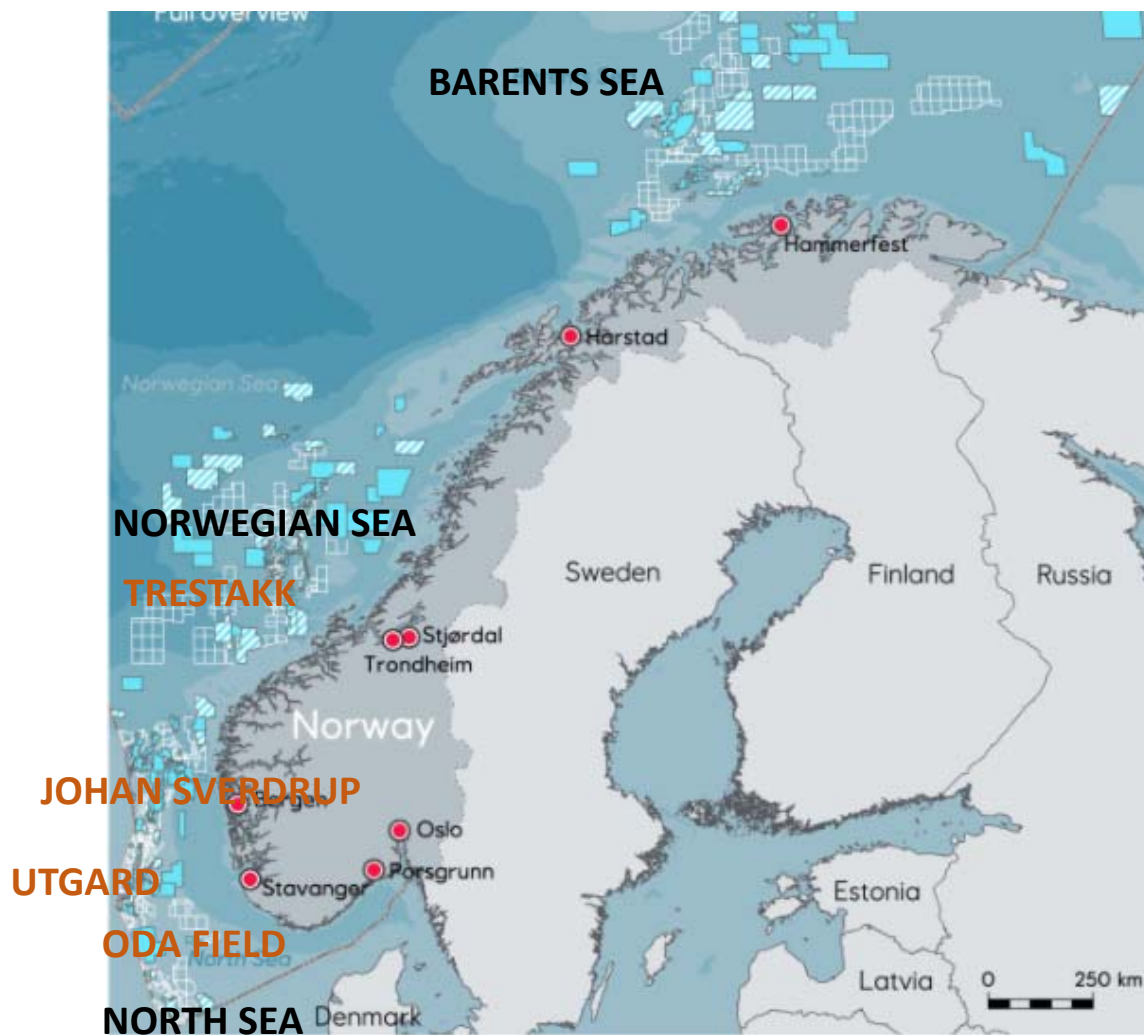 Full overview
BARENTS SEA
Hammerfest
Harstad
Norwegian Sea
NORWEGIAN SEA
Sweden
Finland
Russia
TRESTAKK
Stjørdal
Trondheim
Norway
JOHAN SVERDRUP
Bergen
Oslo
Porsgrunn
UTGARD
Stavanger
Estonia
ODA FIELD
North Sea
Latvia
0 250 km
NORTH SEA
Denmark